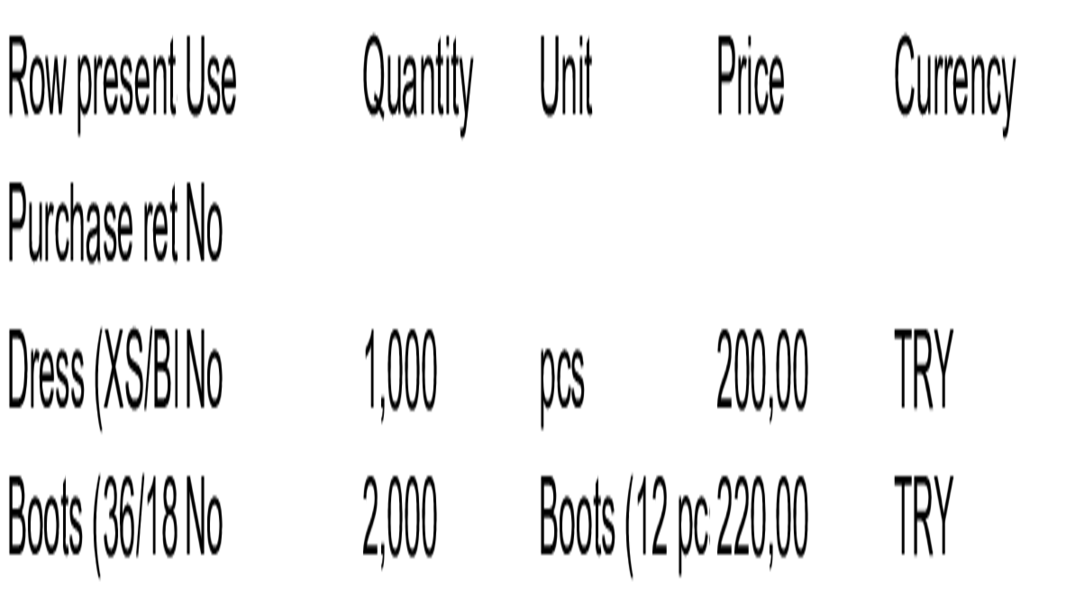 Row present Use Quantity Unit Price Currency
Purchase ret No
Dress (XS/Bl No 1,000 pcs 200,00 TRY
Boots (36/18 No 2,000 Boots (12 pc 220,00 TRY